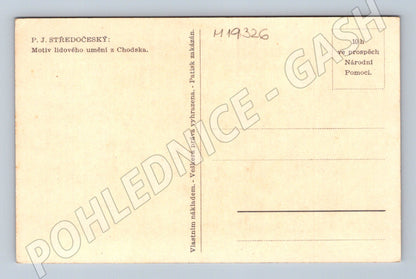 P. J. STŘEDOČESKÝ:
Motiv lidového umění z Chodska.
M19326
10 h
ve prospěch
Národní
Pomoci.
Vlastním nákladem. - Veškerá práva vyhrazena. - Patisk zakázán.
POHLEDNICE - GASH